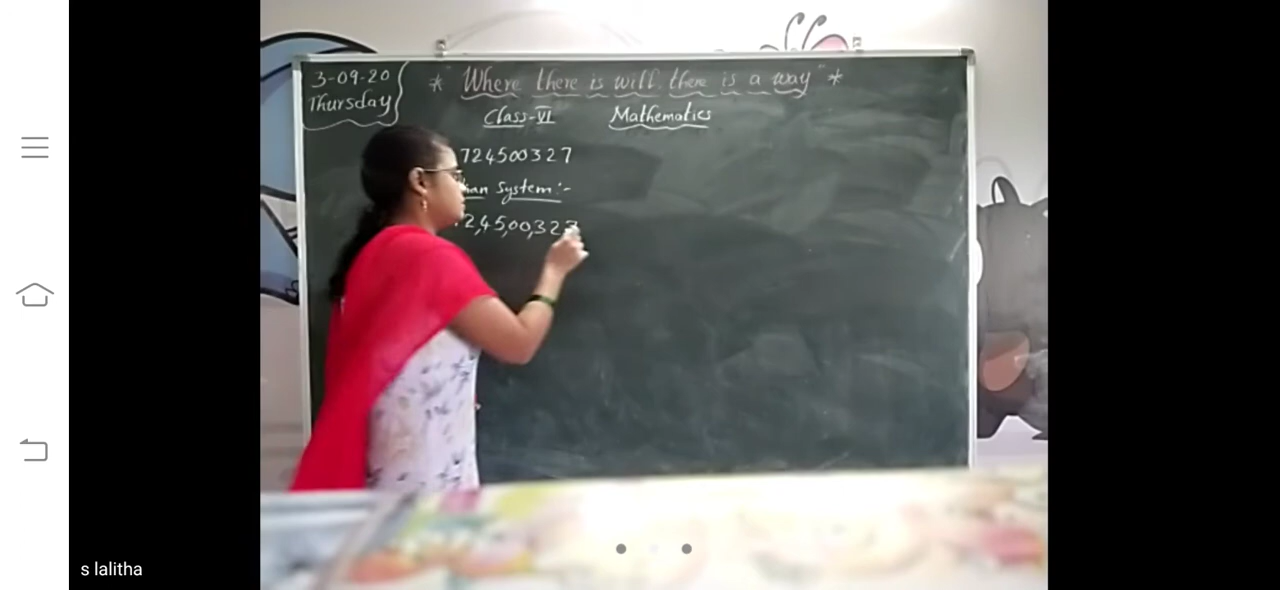 3-09-20
Thursday
* "Where there is will there is a way" *
Class-VI Mathematics
724500327
System:-
2,45,00,327
s lalitha